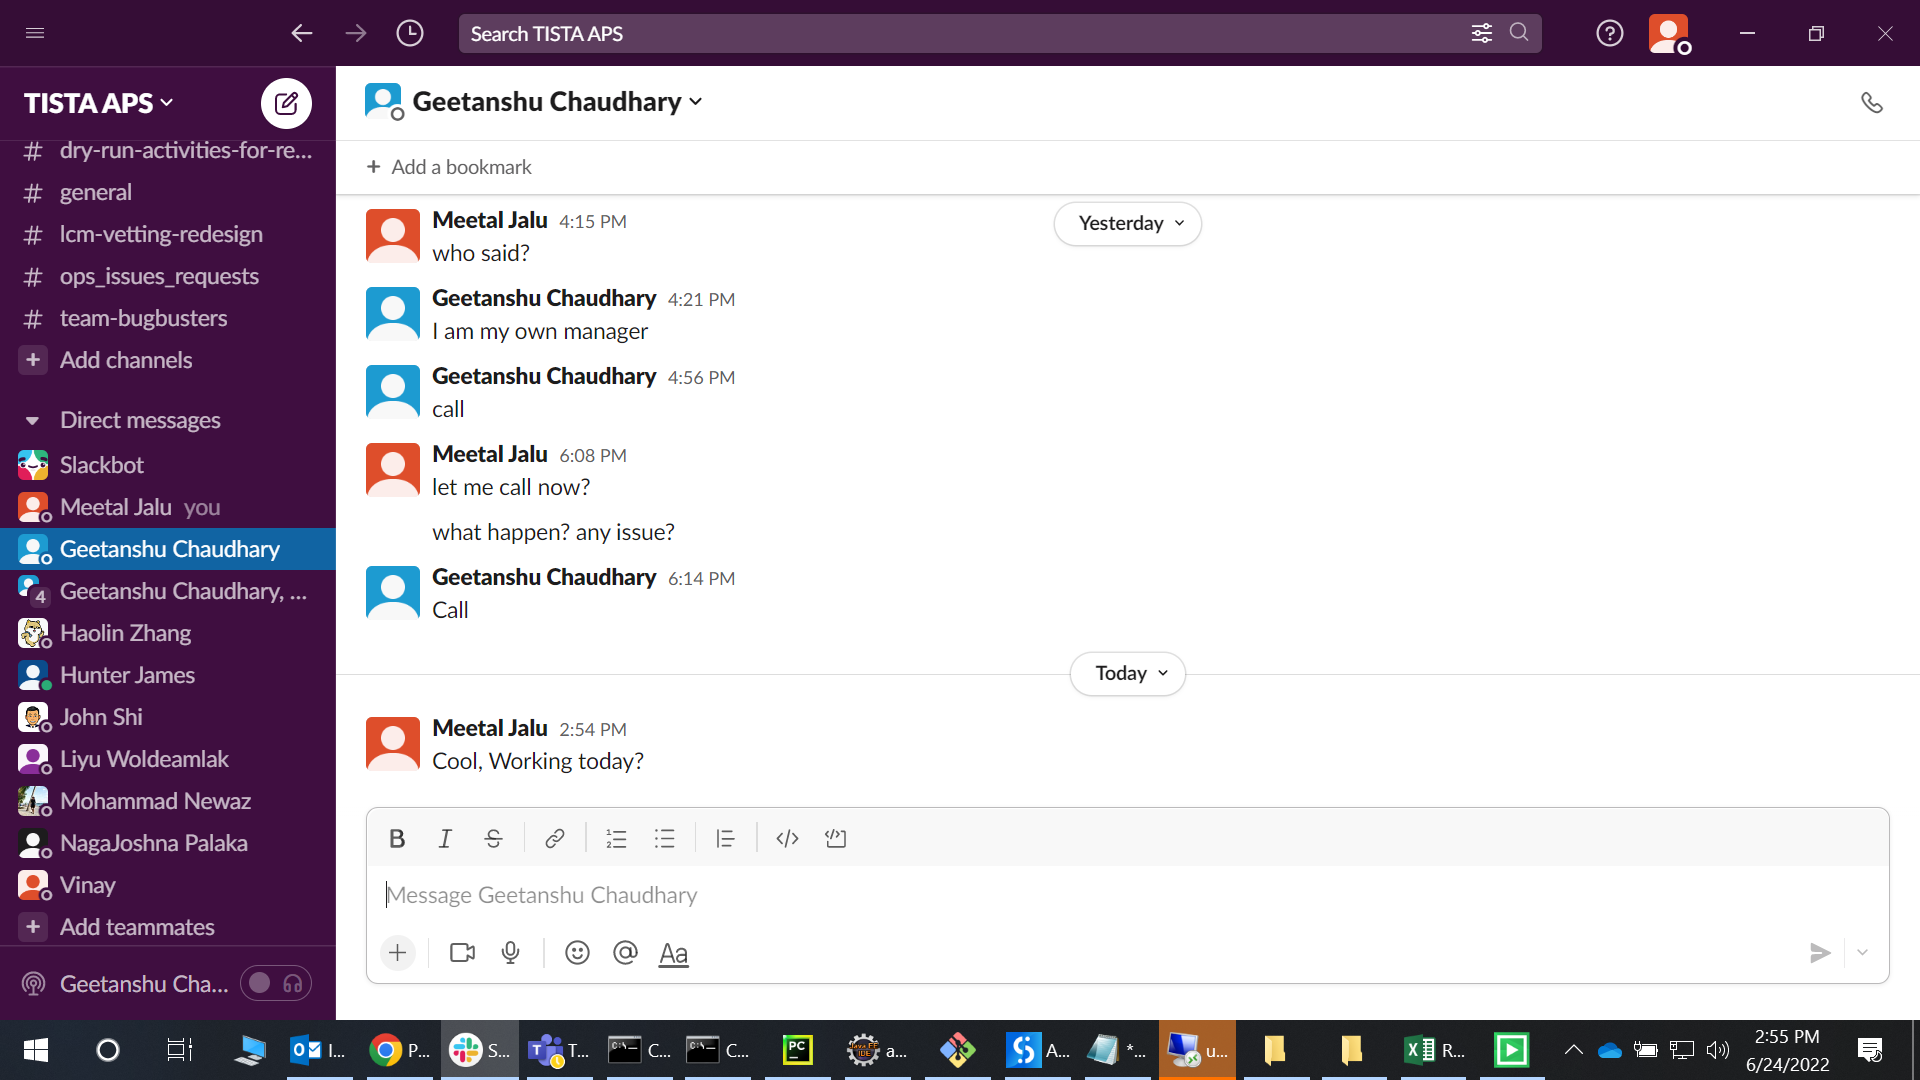 Search TISTA APS
TISTA APS
dry-run-activities-for-re...
general
lcm-vetting-redesign
ops_issues_requests
team-bugbusters
Add channels
Direct messages
Slackbot
Meetal Jalu you
Geetanshu Chaudhary
4 Geetanshu Chaudhary, ...
Haolin Zhang
Hunter James
John Shi
Liyu Woldeamlak
Mohammad Newaz
NagaJoshna Palaka
Vinay
Add teammates
Geetanshu Cha...
Geetanshu Chaudhary
+ Add a bookmark
Yesterday
Meetal Jalu 4:15 PM
who said?
Geetanshu Chaudhary 4:21 PM
I am my own manager
Geetanshu Chaudhary 4:56 PM
call
Meetal Jalu 6:08 PM
let me call now?
what happen? any issue?
Geetanshu Chaudhary 6:14 PM
Call
Today
Meetal Jalu 2:54 PM
Cool, Working today?
B I S
Message Geetanshu Chaudhary
Aa
I... P... S... T... C... C... PC a... A... *... u... R...
2:55 PM
6/24/2022